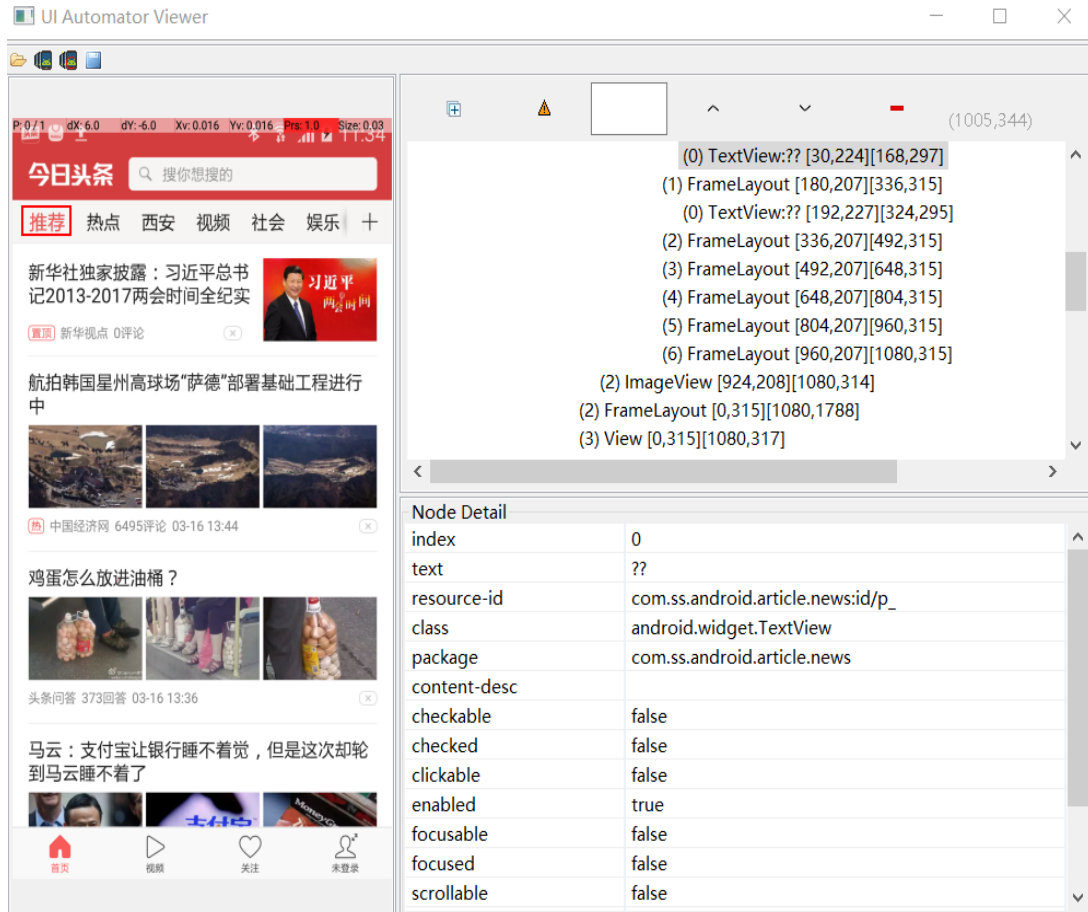 UI Automator Viewer
P: 0 / 1 dX: 6.0 dY: -6.0 Xv: 0.016 Yv: 0.016 Prs: 1.0 Size: 0.03
11:34
今日头条 搜你想搜的
推荐 热点 西安 视频 社会 娱乐
新华社独家披露：习近平总书
记2013-2017两会时间全纪实
习近平
两会时间
置顶 新华视点 0评论
航拍韩国星州高球场“萨德”部署基础工程进行
中
热 中国经济网 6495评论 03-16 13:44
鸡蛋怎么放进油桶？
头条问答 373回答 03-16 13:36
马云：支付宝让银行睡不着觉，但是这次却轮
到马云睡不着了
支付宝
MoneyG
首页 视频 关注 未登录
(1005,344)
(0) TextView:?? [30,224][168,297]
(1) FrameLayout [180,207][336,315]
(0) TextView:?? [192,227][324,295]
(2) FrameLayout [336,207][492,315]
(3) FrameLayout [492,207][648,315]
(4) FrameLayout [648,207][804,315]
(5) FrameLayout [804,207][960,315]
(6) FrameLayout [960,207][1080,315]
(2) ImageView [924,208][1080,314]
(2) FrameLayout [0,315][1080,1788]
(3) View [0,315][1080,317]
Node Detail
index 0
text ??
resource-id com.ss.android.article.news:id/p_
class android.widget.TextView
package com.ss.android.article.news
content-desc
checkable false
checked false
clickable false
enabled true
focusable false
focused false
scrollable false